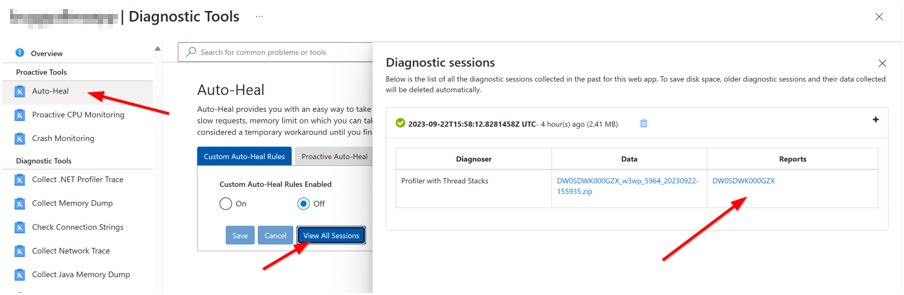 | Diagnostic Tools ...
Overview
Proactive Tools
Auto-Heal
Proactive CPU Monitoring
Crash Monitoring
Diagnostic Tools
Collect .NET Profiler Trace
Collect Memory Dump
Check Connection Strings
Collect Network Trace
Collect Java Memory Dump
Search for common problems or tools
Auto-Heal
Auto-Heal provides you with an easy way to take
slow requests, memory limit on which you can tak
considered a temporary workaround until you fin
Custom Auto-Heal Rules
Proactive Auto-Heal
Custom Auto-Heal Rules Enabled
On
Off
Save
Cancel
View All Sessions
Diagnostic sessions
Below is the list of all the diagnostic sessions collected in the past for this web app. To save disk space, older diagnostic sessions and their data collected
will be deleted automatically.
2023-09-22T15:58:12.8281458Z UTC- 4 hour(s) ago (2.41 MB)
Diagnoser
Data
Reports
Profiler with Thread Stacks
DW0SDWK000GZX_w3wp_5964_20230922-
155935.zip
DW0SDWK000GZX